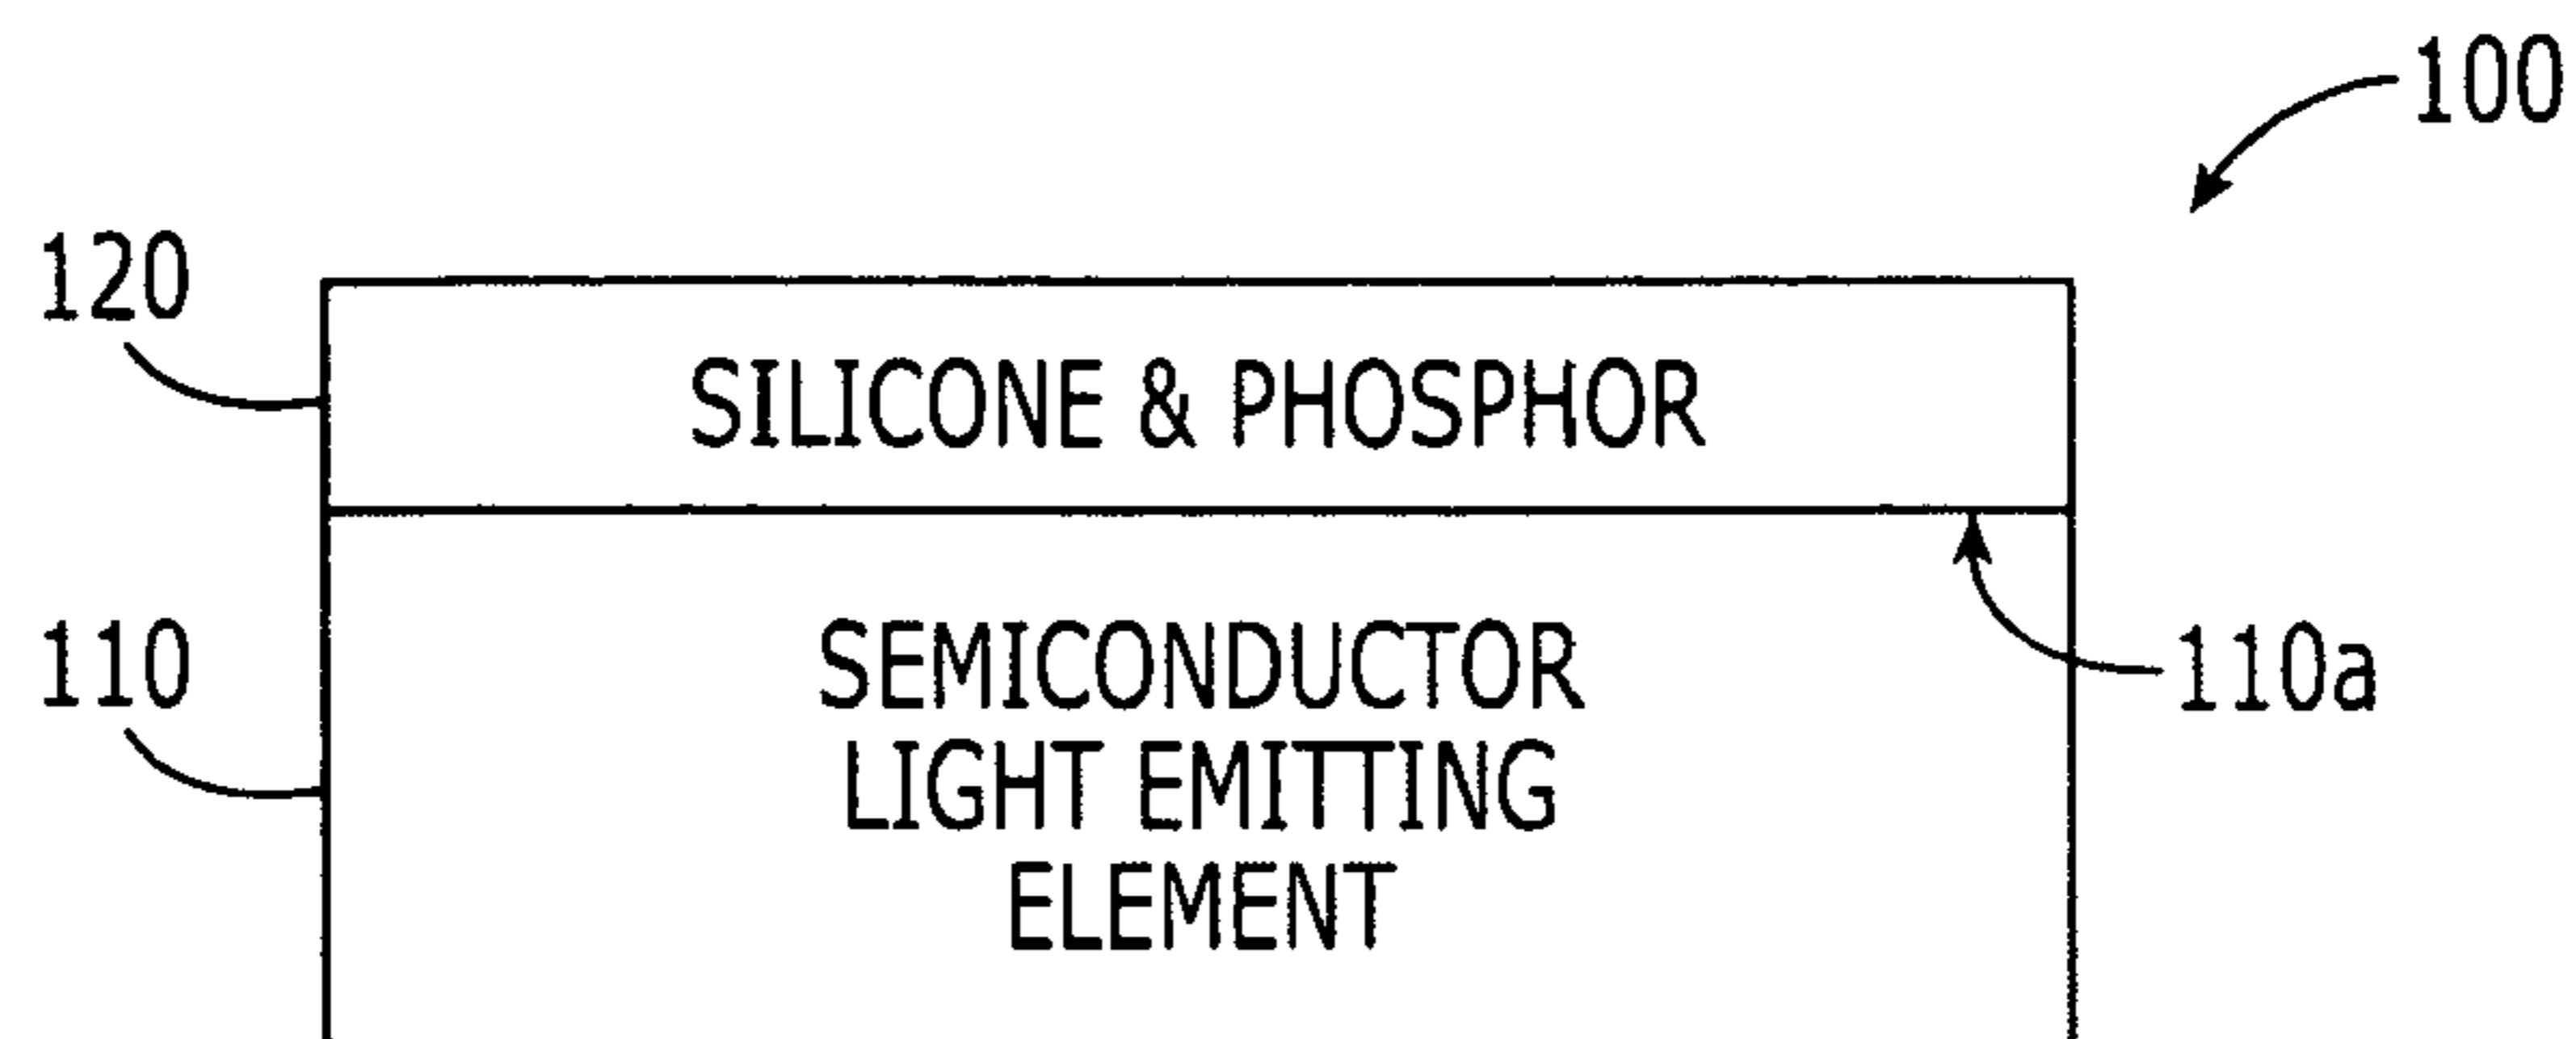 100
120
SILICONE & PHOSPHOR
110
110a
SEMICONDUCTOR
LIGHT EMITTING
ELEMENT